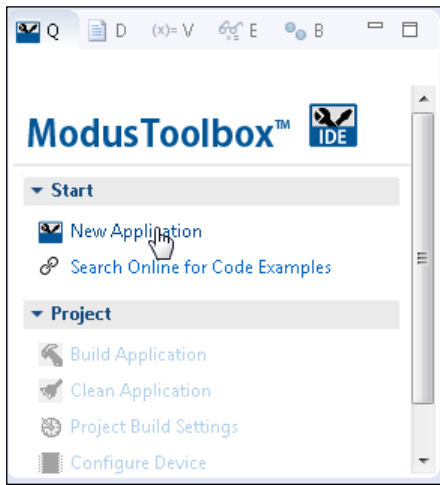 Q D (x)= V E B
ModusToolbox™ IDE
Start
New Application
Search Online for Code Examples
Project
Build Application
Clean Application
Project Build Settings
Configure Device